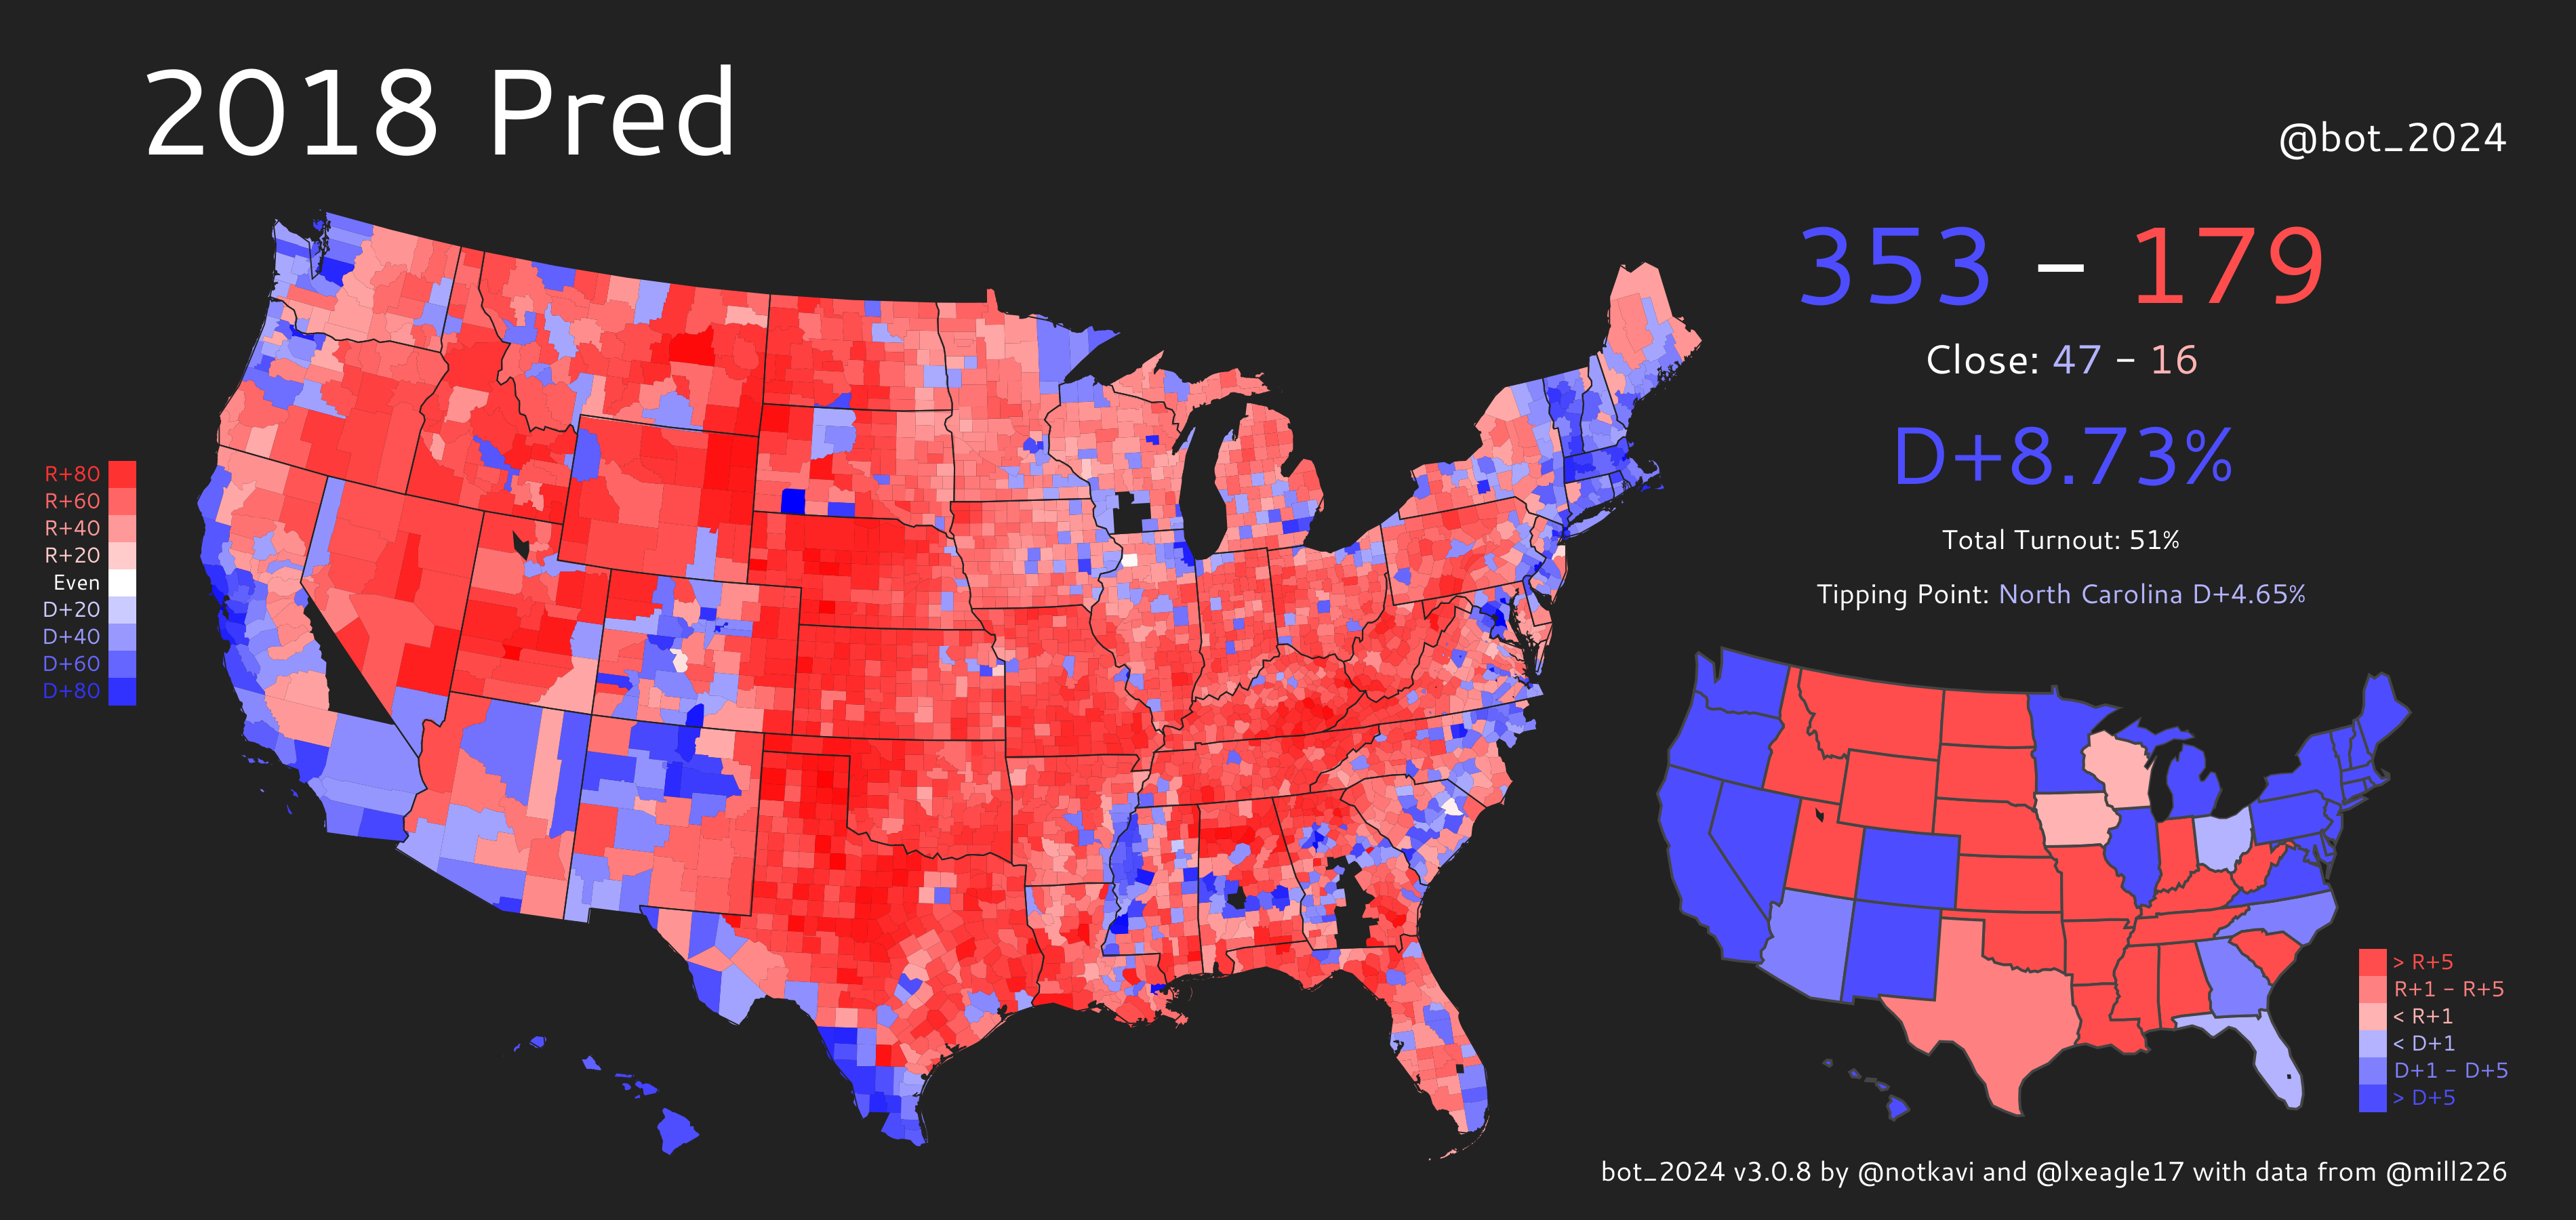 2018 Pred
@bot_2024
353 – 179
Close: 47 - 16
D+8.73%
Total Turnout: 51%
Tipping Point: North Carolina D+4.65%
R+80
R+60
R+40
R+20
Even
D+20
D+40
D+60
D+80
> R+5
R+1 - R+5
< R+1
< D+1
D+1 - D+5
> D+5
bot_2024 v3.0.8 by @notkavi and @lxeagle17 with data from @mill226